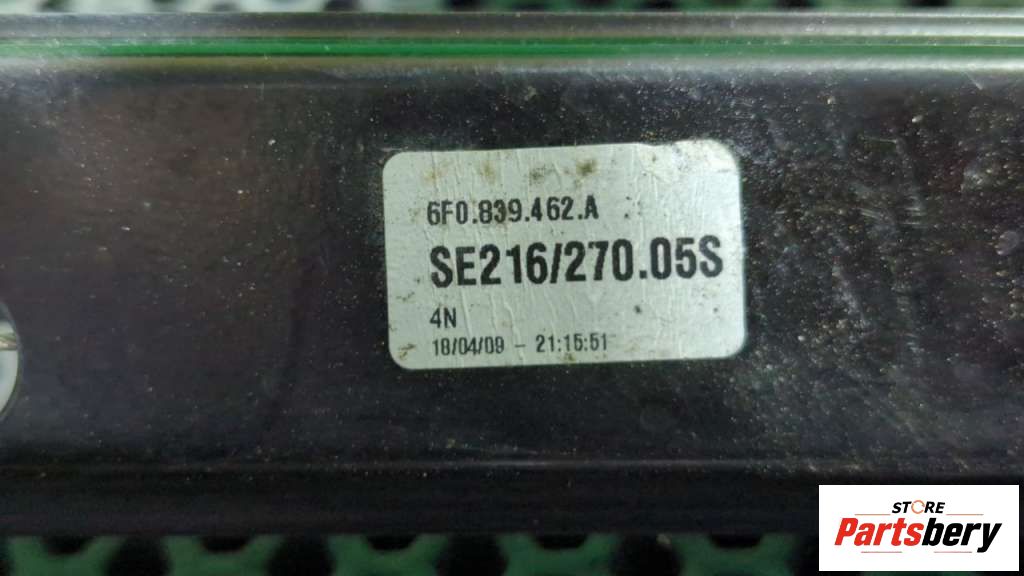 6F0.839.462.A
SE216/270.05S
4N
18/04/09 - 21:15:51
STORE
Partsbery